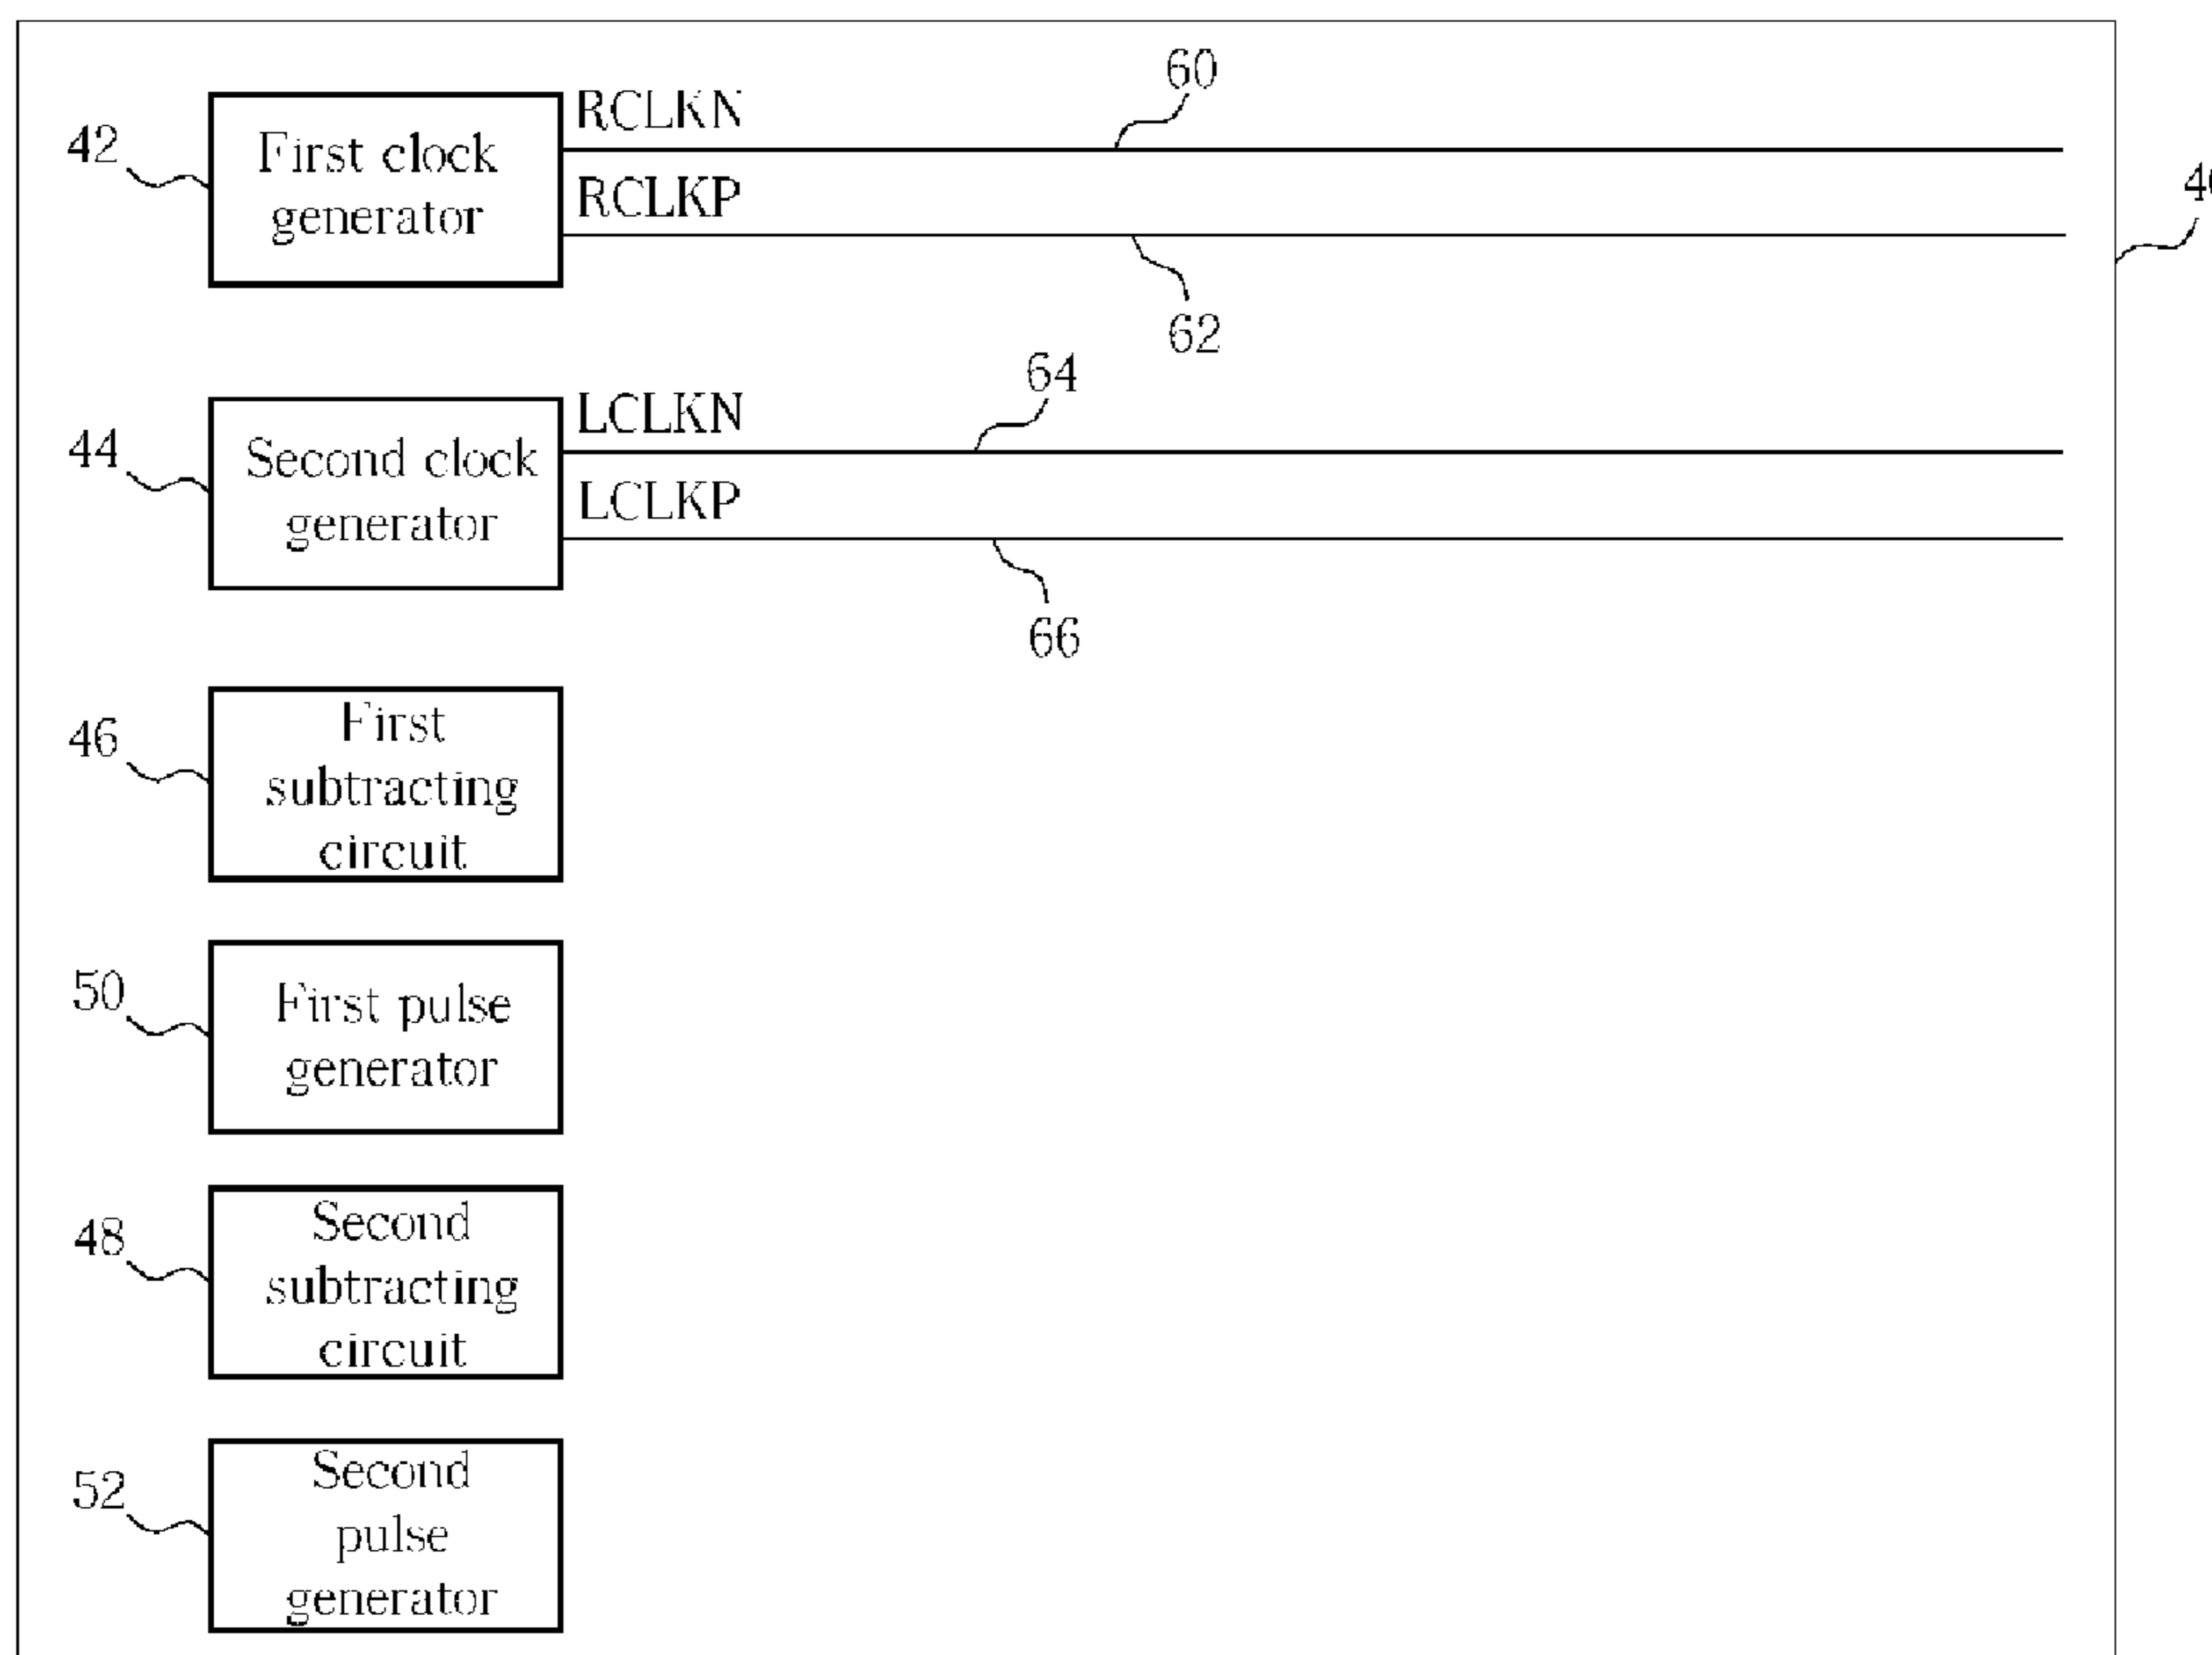 60
RCLKN
42
First clock
generator
RCLKP
62
64
LCLKN
44
Second clock
generator
LCLKP
66
46
First
subtracting
circuit
50
First pulse
generator
48
Second
subtracting
circuit
52
Second
pulse
generator